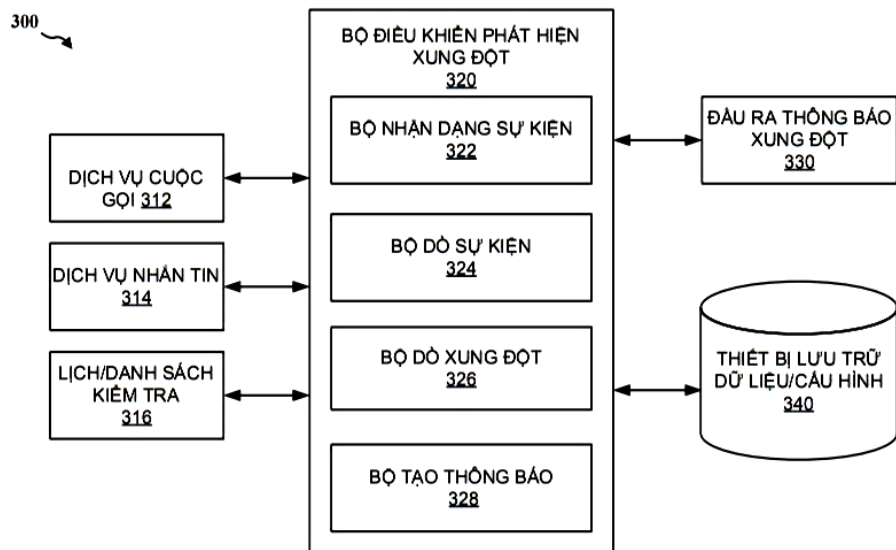 300
BỘ ĐIỀU KHIỂN PHÁT HIỆN
XUNG ĐỘT
320
BỘ NHẬN DẠNG SỰ KIỆN
322
BỘ DÒ SỰ KIỆN
324
BỘ DÒ XUNG ĐỘT
326
BỘ TẠO THÔNG BÁO
328
DỊCH VỤ CUỘC
GỌI 312
DỊCH VỤ NHẮN TIN
314
LỊCH/DANH SÁCH
KIỂM TRA
316
ĐẦU RA THÔNG BÁO
XUNG ĐỘT
330
THIẾT BỊ LƯU TRỮ
DỮ LIỆU/CẤU HÌNH
340